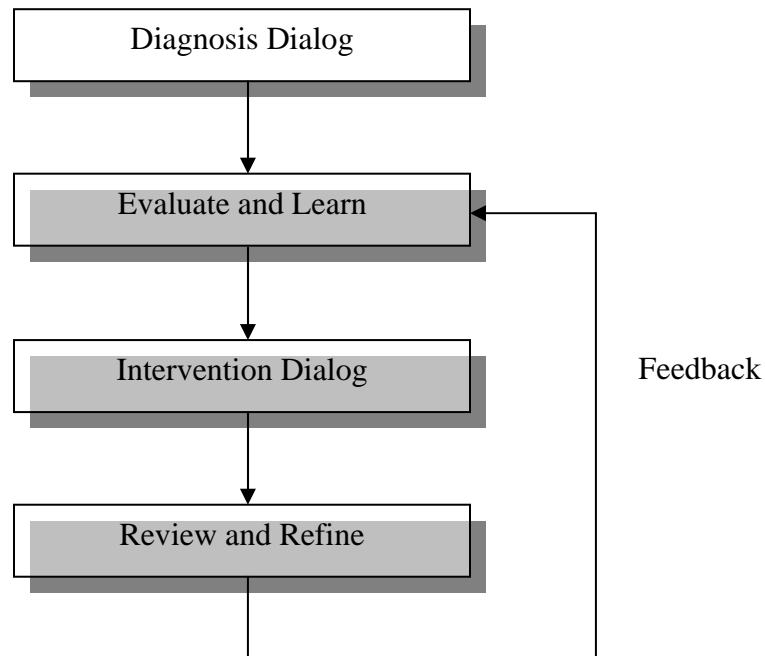 Diagnosis Dialog
Evaluate and Learn
Intervention Dialog
Feedback
Review and Refine